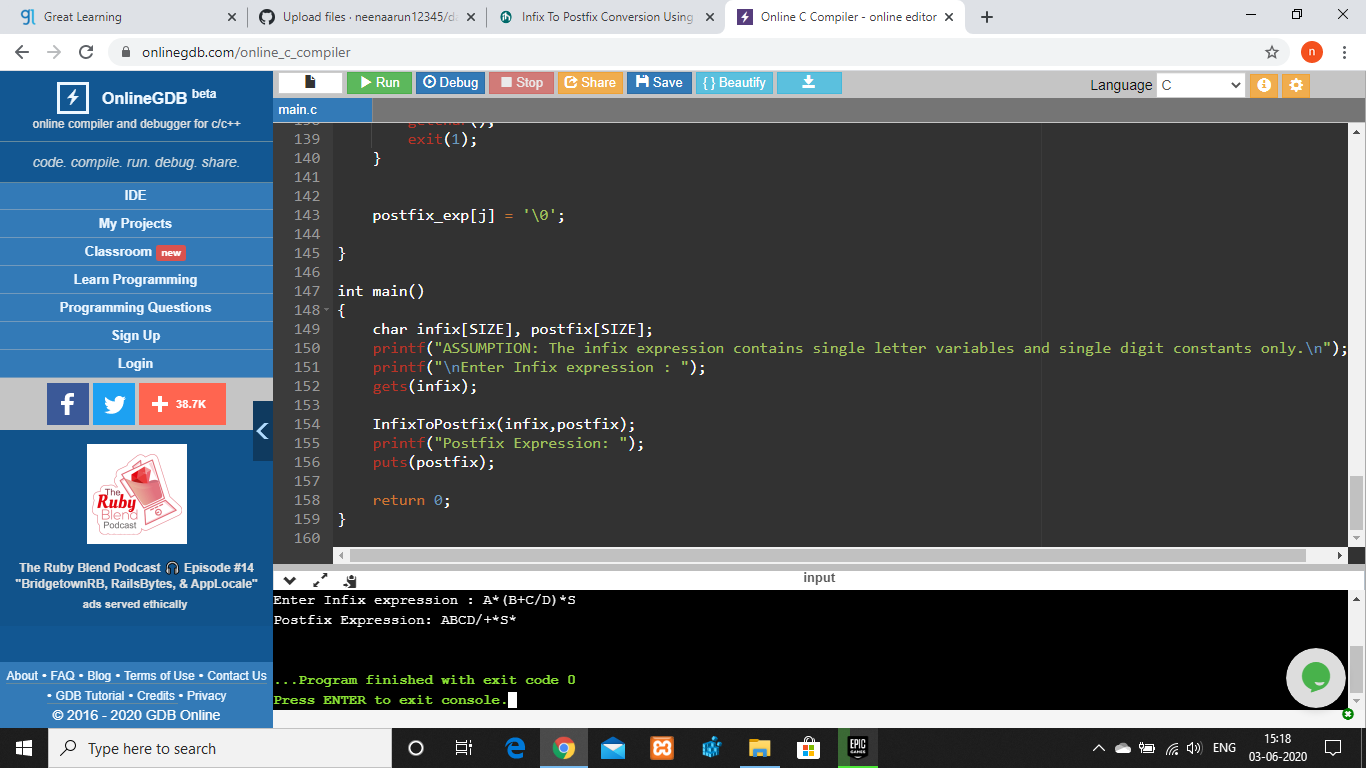 Great Learning
Upload files · neenaarun12345/da
Infix To Postfix Conversion Using
Online C Compiler - online editor
onlinegdb.com/online_c_compiler
n
OnlineGDB beta
online compiler and debugger for c/c++
code. compile. run. debug. share.
IDE
My Projects
Classroom new
Learn Programming
Programming Questions
Sign Up
Login
38.7K
The
Ruby
Blend
Podcast
The Ruby Blend Podcast 🎧 Episode #14
"BridgetownRB, RailsBytes, & AppLocale"
ads served ethically
About • FAQ • Blog • Terms of Use • Contact Us
• GDB Tutorial • Credits • Privacy
© 2016 - 2020 GDB Online
Run Debug Stop Share Save { } Beautify
Language C
main.c
138 getchar();
139 exit(1);
140 }
141
142
143 postfix_exp[j] = '\0';
144
145 }
146
147 int main()
148 {
149 char infix[SIZE], postfix[SIZE];
150 printf("ASSUMPTION: The infix expression contains single letter variables and single digit constants only.\n");
151 printf("\nEnter Infix expression : ");
152 gets(infix);
153
154 InfixToPostfix(infix,postfix);
155 printf("Postfix Expression: ");
156 puts(postfix);
157
158 return 0;
159 }
160
input
Enter Infix expression : A*(B+C/D)*S
Postfix Expression: ABCD/+*S*
...Program finished with exit code 0
Press ENTER to exit console.
Type here to search
EPIC
GAMES
ENG
15:18
03-06-2020